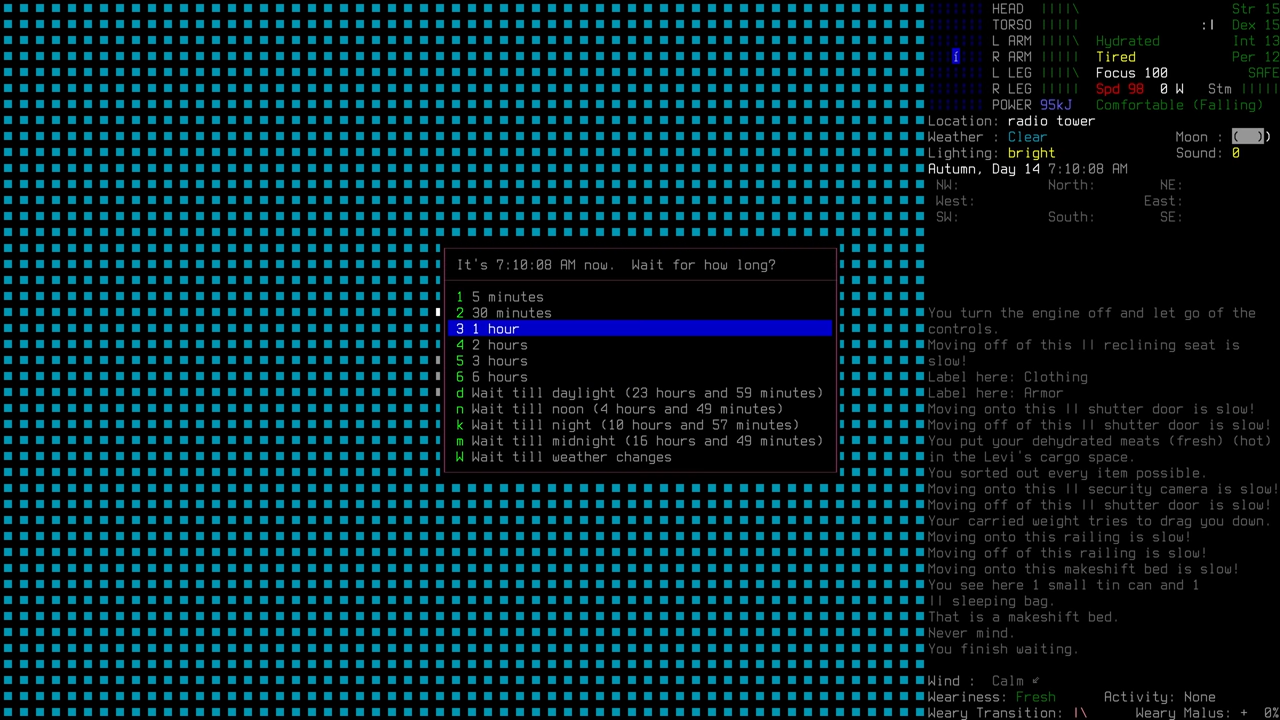 HEAD ||||\ Str 15
TORSO ||||| :| Dex 15
L ARM ||||\ Hydrated Int 13
R ARM ||||| Tired Per 12
L LEG ||||\ Focus 100 SAFE
R LEG ||||| Spd 98 0 W Stm |||||
POWER 95kJ Comfortable (Falling)
Location: radio tower
Weather : Clear Moon : (   )
Lighting: bright Sound: 0
Autumn, Day 14 7:10:08 AM
NW: North: NE:
West: East:
SW: South: SE:
It's 7:10:08 AM now.  Wait for how long?
1 5 minutes
2 30 minutes
3 1 hour
4 2 hours
5 3 hours
6 6 hours
d Wait till daylight (23 hours and 59 minutes)
n Wait till noon (4 hours and 49 minutes)
k Wait till night (10 hours and 57 minutes)
m Wait till midnight (16 hours and 49 minutes)
W Wait till weather changes
You turn the engine off and let go of the
controls.
Moving off of this || reclining seat is
slow!
Label here: Clothing
Label here: Armor
Moving onto this || shutter door is slow!
Moving off of this || shutter door is slow!
You put your dehydrated meats (fresh) (hot)
in the Levi's cargo space.
You sorted out every item possible.
Moving onto this || security camera is slow!
Moving off of this || shutter door is slow!
Your carried weight tries to drag you down.
Moving onto this railing is slow!
Moving off of this railing is slow!
Moving onto this makeshift bed is slow!
You see here 1 small tin can and 1
|| sleeping bag.
That is a makeshift bed.
Never mind.
You finish waiting.
Wind : Calm
Weariness: Fresh Activity: None
Weary Transition: |\ Weary Malus: + 0%